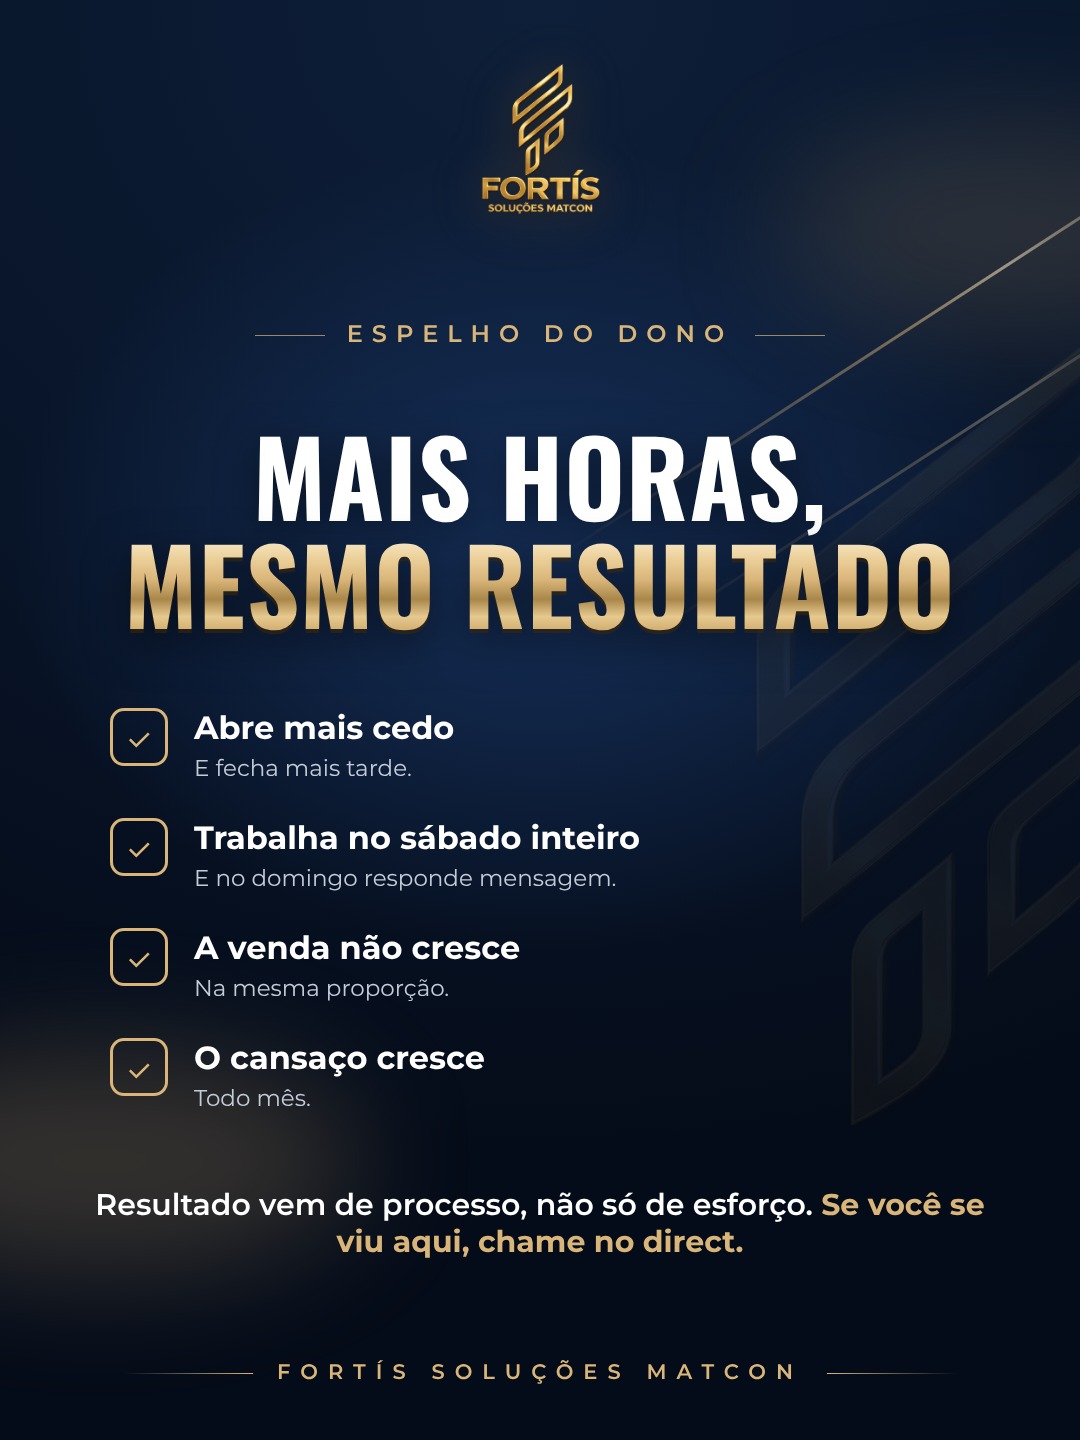 FORTÍS
SOLUÇÕES MATCON
ESPELHO DO DONO
MAIS HORAS,
MESMO RESULTADO
Abre mais cedo
E fecha mais tarde.
Trabalha no sábado inteiro
E no domingo responde mensagem.
A venda não cresce
Na mesma proporção.
O cansaço cresce
Todo mês.
Resultado vem de processo, não só de esforço. Se você se
viu aqui, chame no direct.
FORTÍS SOLUÇÕES MATCON